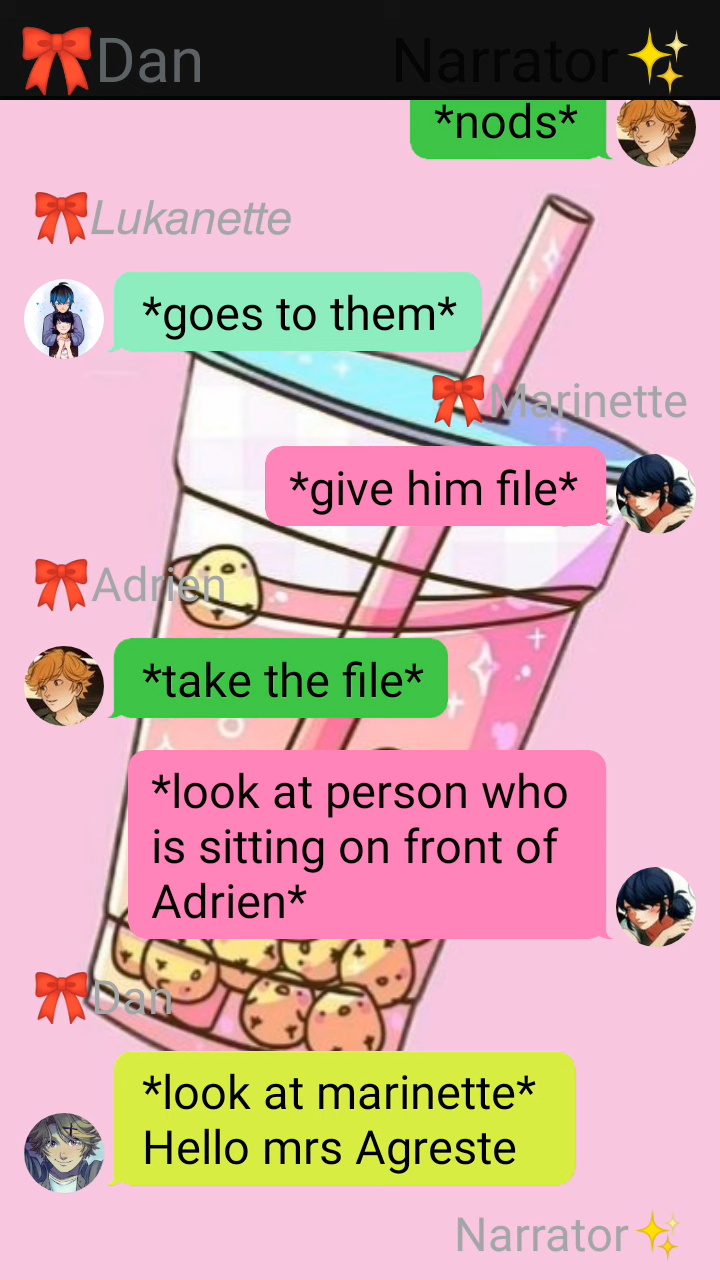 🎀Dan Narrator✨
*nods*
🎀Lukanette
*goes to them*
🎀Marinette
*give him file*
🎀Adrien
*take the file*
*look at person who
is sitting on front of
Adrien*
🎀Dan
*look at marinette*
Hello mrs Agreste
Narrator✨